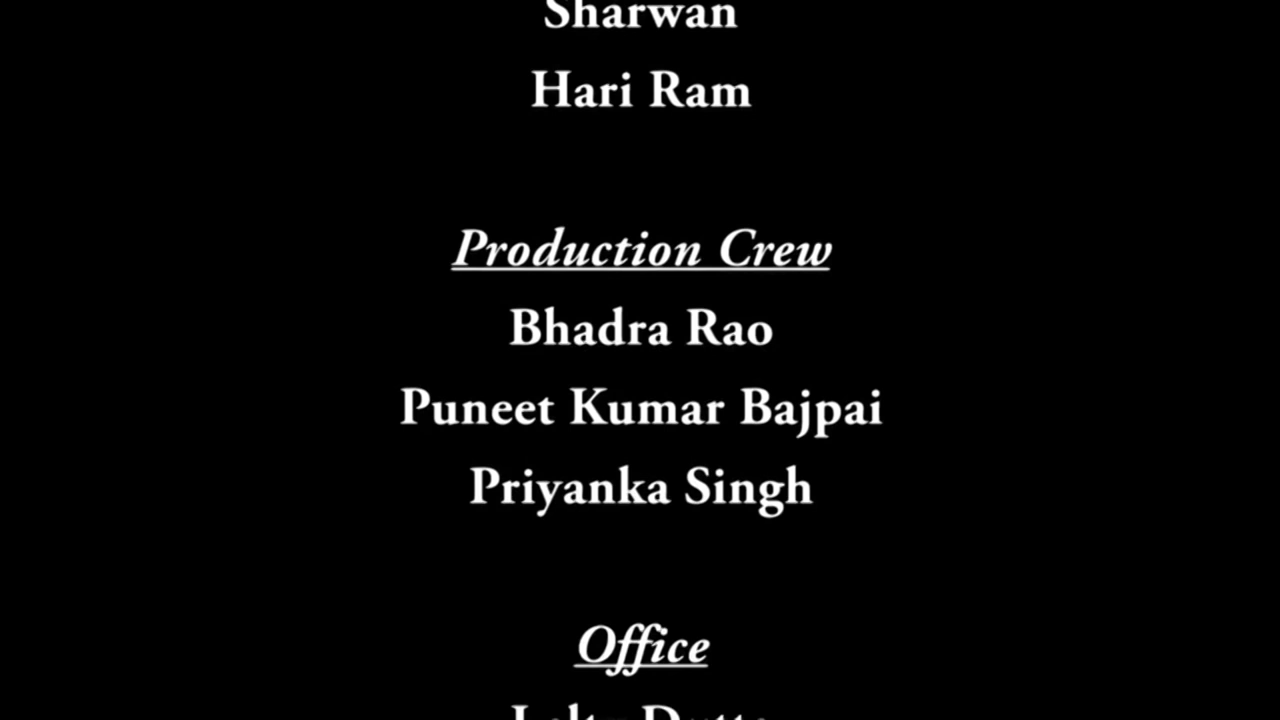 Sharwan
Hari Ram
Production Crew
Bhadra Rao
Puneet Kumar Bajpai
Priyanka Singh
Office